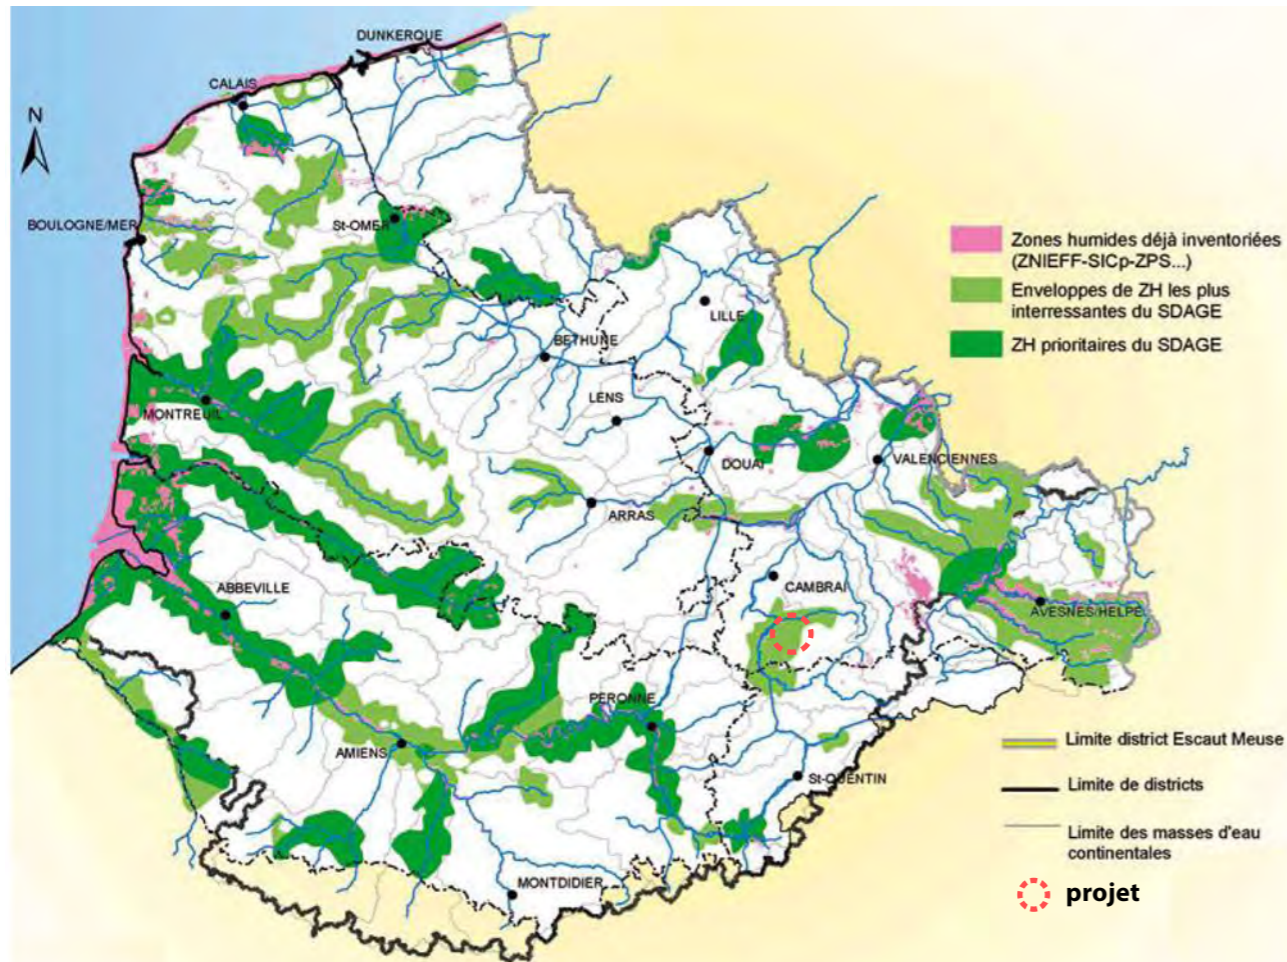 DUNKERQUE
CALAIS
N
BOULOGNE/MER
St-OMER
Zones humides déjà inventoriées
(ZNIEFF-SICp-ZPS...)
Enveloppes de ZH les plus
interressantes du SDAGE
ZH prioritaires du SDAGE
LILLE
BETHUNE
LENS
MONTREUIL
DOUAI
VALENCIENNES
ARRAS
CAMBRAI
ABBEVILLE
AVESNES/HELPE
PERONNE
AMIENS
St-QUENTIN
MONTDIDIER
Limite district Escaut Meuse
Limite de districts
Limite des masses d'eau
continentales
projet